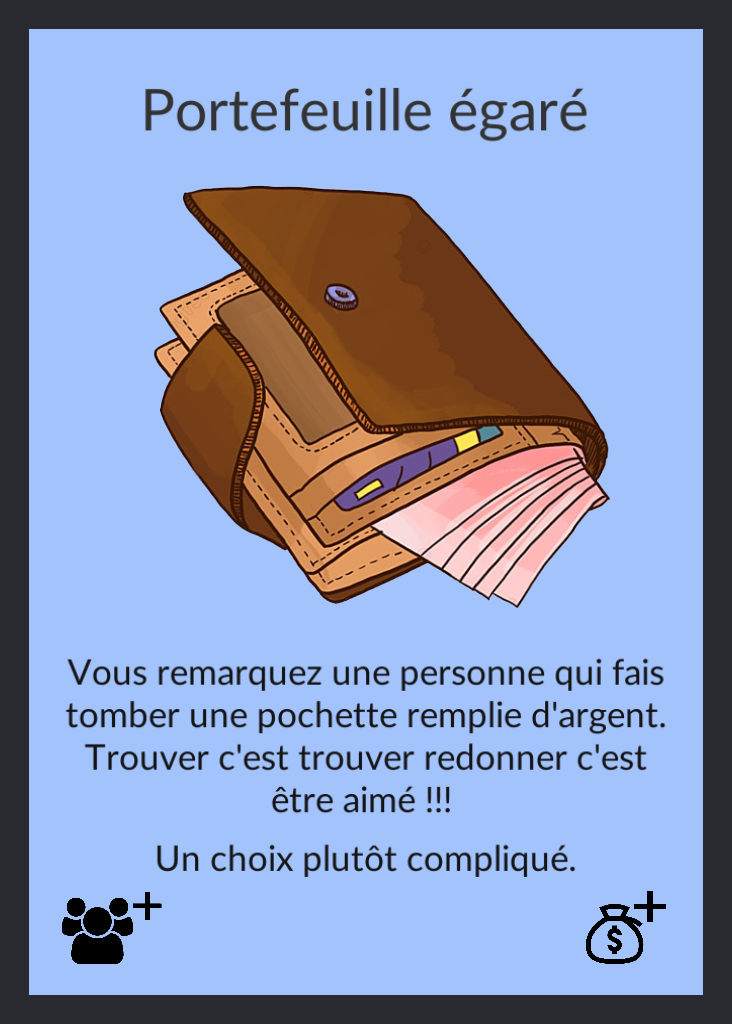 Portefeuille égaré
Vous remarquez une personne qui fais
tomber une pochette remplie d'argent.
Trouver c'est trouver redonner c'est
être aimé !!!
Un choix plutôt compliqué.
+ $ +